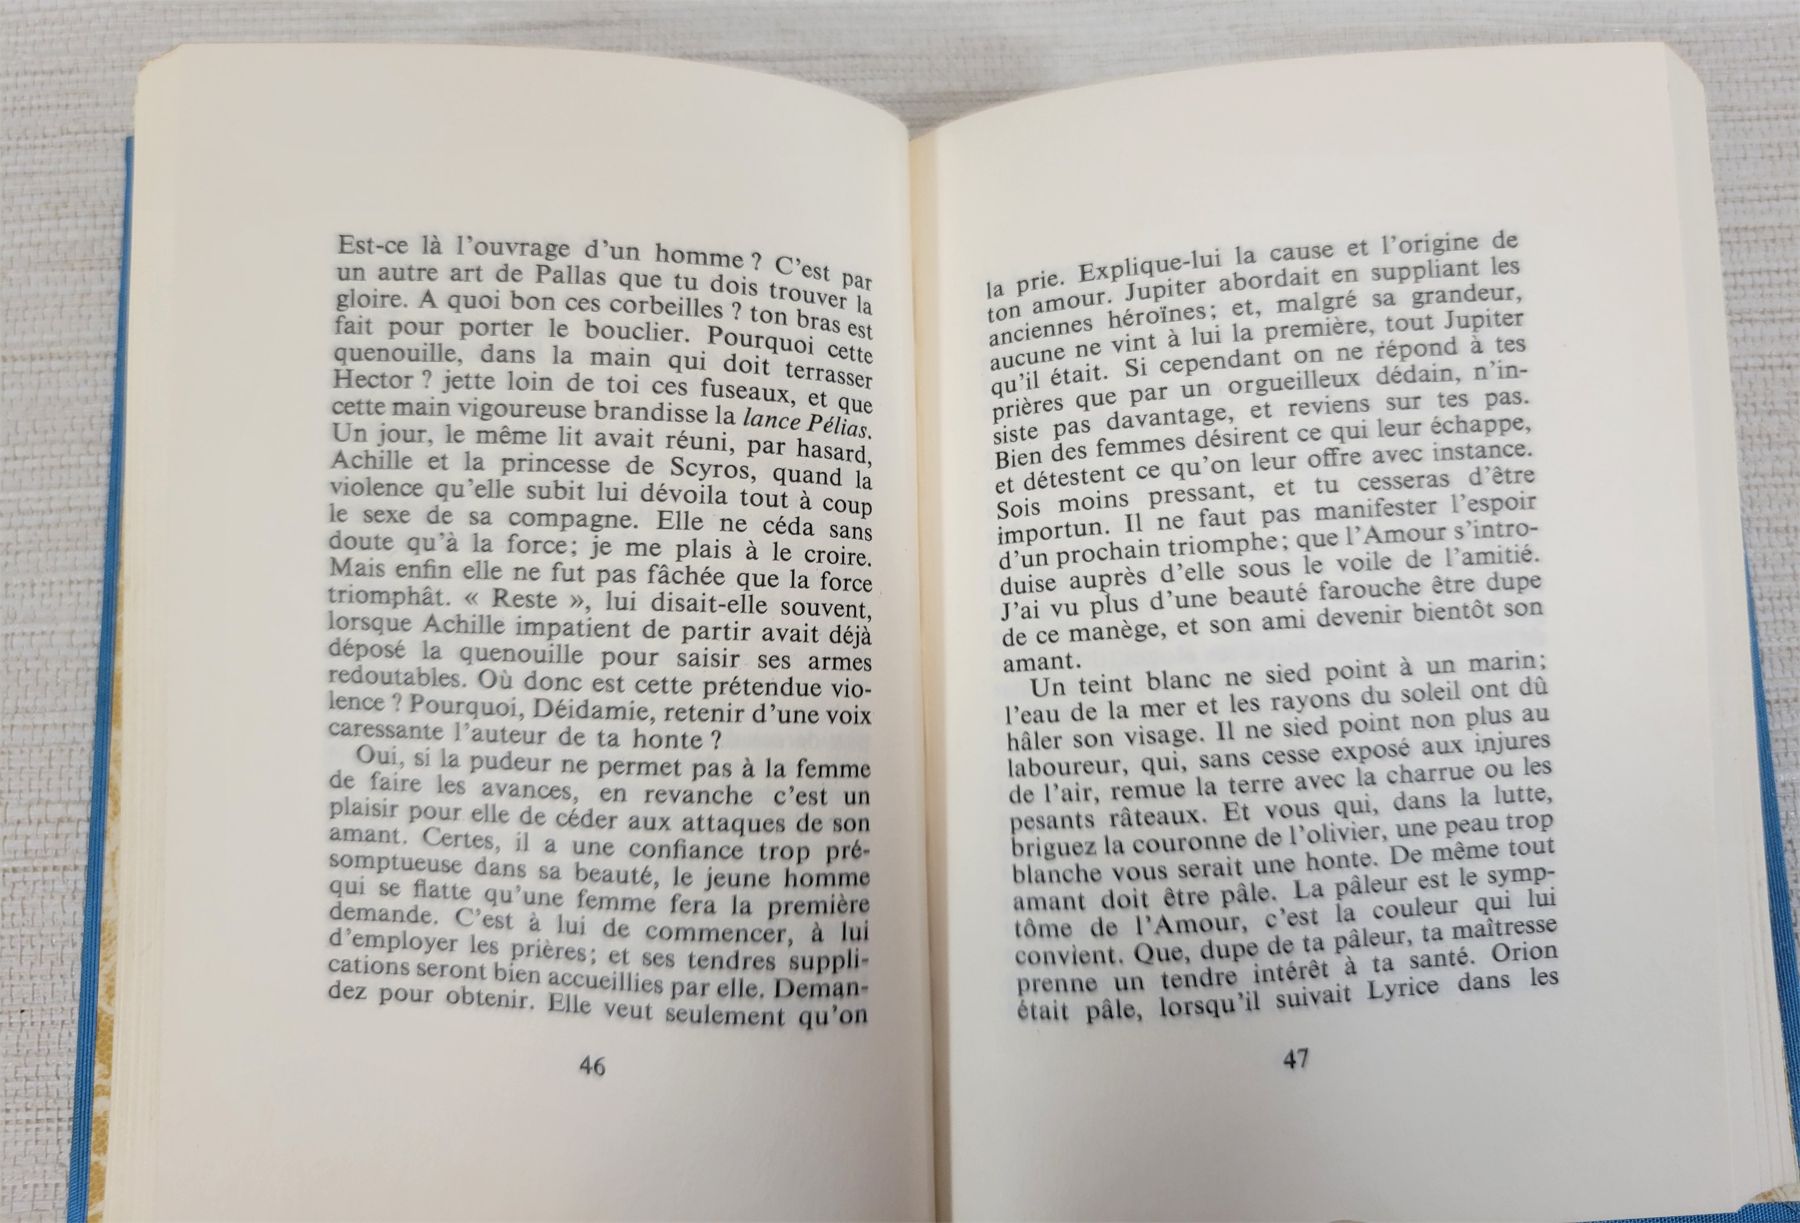 Est-ce là l'ouvrage d'un homme ? C'est par
un autre art de Pallas que tu dois trouver la
gloire. A quoi bon ces corbeilles ? ton bras est
fait pour porter le bouclier. Pourquoi cette
quenouille, dans la main qui doit terrasser
Hector ? jette loin de toi ces fuseaux, et que
cette main vigoureuse brandisse la lance Pélias.
Un jour, le même lit avait réuni, par hasard,
Achille et la princesse de Scyros, quand la
violence qu'elle subit lui dévoila tout à coup
le sexe de sa compagne. Elle ne céda sans
doute qu'à la force; je me plais à le croire.
Mais enfin elle ne fut pas fâchée que la force
triomphât. « Reste », lui disait-elle souvent,
lorsque Achille impatient de partir avait déjà
déposé la quenouille pour saisir ses armes
redoutables. Où donc est cette prétendue vio-
lence ? Pourquoi, Déidamie, retenir d'une voix
caressante l'auteur de ta honte ?
Oui, si la pudeur ne permet pas à la femme
de faire les avances, en revanche c'est un
plaisir pour elle de céder aux attaques de son
amant. Certes, il a une confiance trop pré-
somptueuse dans sa beauté, le jeune homme
qui se flatte qu'une femme fera la première
demande. C'est à lui de commencer, à lui
d'employer les prières; et ses tendres suppli-
cations seront bien accueillies par elle. Deman-
dez pour obtenir. Elle veut seulement qu'on
46
la prie. Explique-lui la cause et l'origine de
ton amour. Jupiter abordait en suppliant les
anciennes héroïnes; et, malgré sa grandeur,
aucune ne vint à lui la première, tout Jupiter
qu'il était. Si cependant on ne répond à tes
prières que par un orgueilleux dédain, n'in-
siste pas davantage, et reviens sur tes pas.
Bien des femmes désirent ce qui leur échappe,
et détestent ce qu'on leur offre avec instance.
Sois moins pressant, et tu cesseras d'être
importun. Il ne faut pas manifester l'espoir
d'un prochain triomphe; que l'Amour s'intro-
duise auprès d'elle sous le voile de l'amitié.
J'ai vu plus d'une beauté farouche être dupe
de ce manège, et son ami devenir bientôt son
amant.
Un teint blanc ne sied point à un marin;
l'eau de la mer et les rayons du soleil ont dû
hâler son visage. Il ne sied point non plus au
laboureur, qui, sans cesse exposé aux injures
de l'air, remue la terre avec la charrue ou les
pesants râteaux. Et vous qui, dans la lutte,
briguez la couronne de l'olivier, une peau trop
blanche vous serait une honte. De même tout
amant doit être pâle. La pâleur est le symp-
tôme de l'Amour, c'est la couleur qui lui
convient. Que, dupe de ta pâleur, ta maîtresse
prenne un tendre intérêt à ta santé. Orion
était pâle, lorsqu'il suivait Lyrice dans les
47